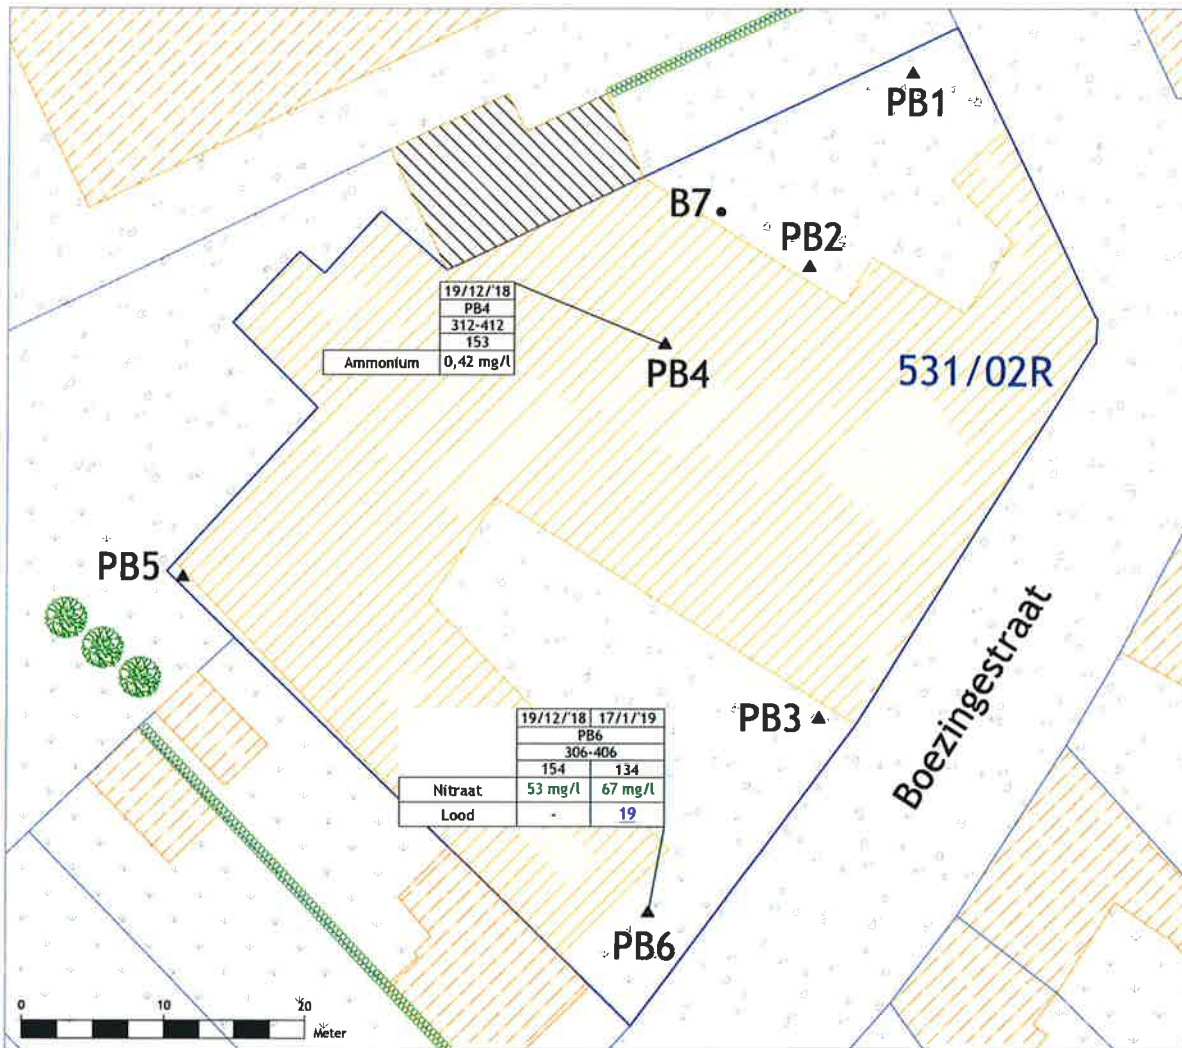 PB1
B7
PB2
19/12/'18
PB4
312-412
153
Ammonium 0,42 mg/l
PB4
531/02R
PB5
Boezingestraat
PB3
19/12/'18 17/1/'19
PB6
306-406
154 134
Nitraat 53 mg/l 67 mg/l
Lood - 19
PB6
0 10 20
Meter